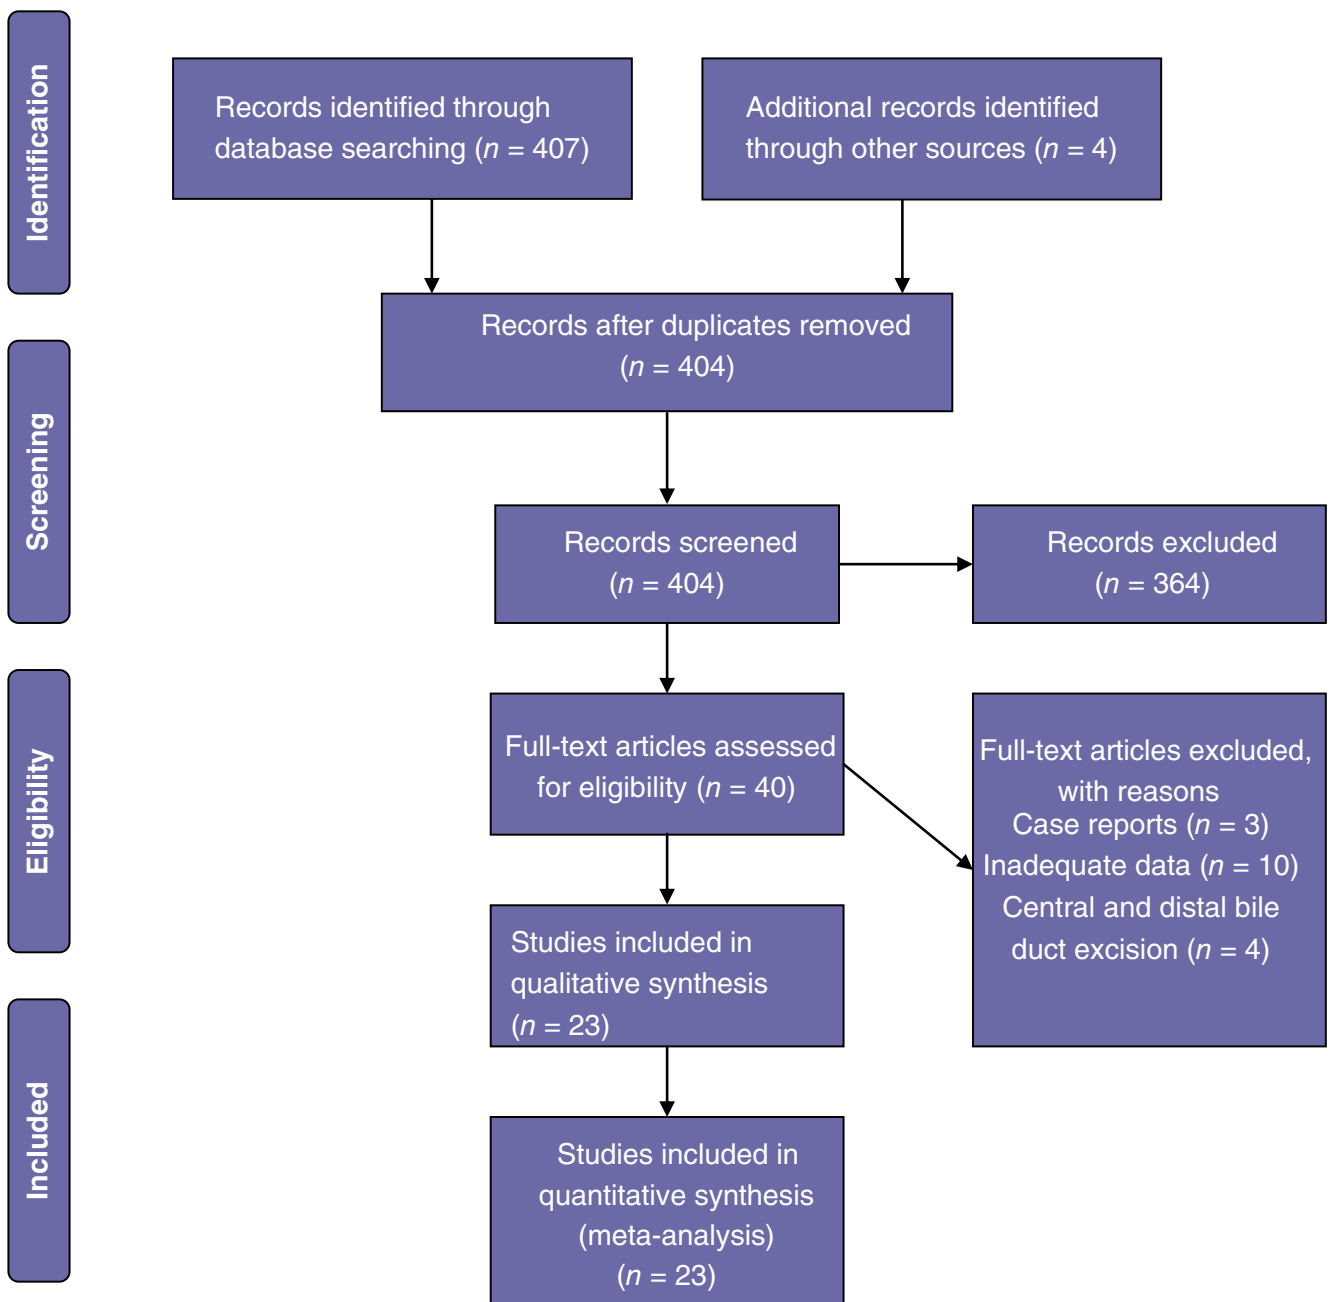 Identification
Records identified through
database searching (n = 407)
Additional records identified
through other sources (n = 4)
Records after duplicates removed
(n = 404)
Screening
Records screened
(n = 404)
Records excluded
(n = 364)
Eligibility
Full-text articles assessed
for eligibility (n = 40)
Full-text articles excluded,
with reasons
Case reports (n = 3)
Inadequate data (n = 10)
Central and distal bile
duct excision (n = 4)
Studies included in
qualitative synthesis
(n = 23)
Included
Studies included in
quantitative synthesis
(meta-analysis)
(n = 23)